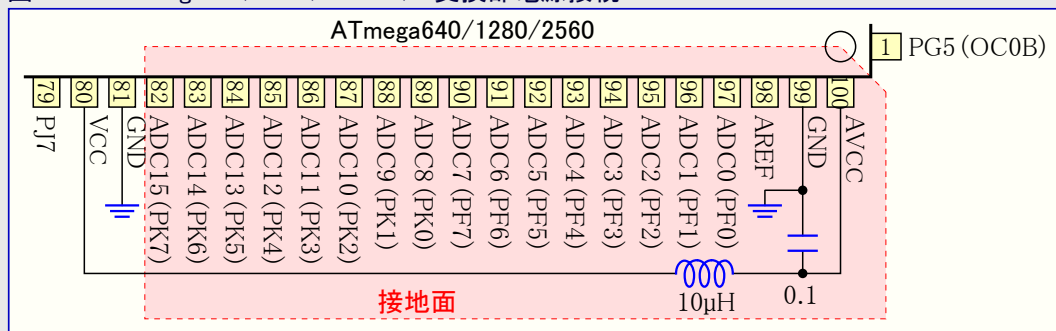 ATmega640/1280/2560
1 PG5(OC0B)
79 PJ7
80 VCC
81 GND
82 ADC15(PK7)
83 ADC14(PK6)
84 ADC13(PK5)
85 ADC12(PK4)
86 ADC11(PK3)
87 ADC10(PK2)
88 ADC9(PK1)
89 ADC8(PK0)
90 ADC7(PF7)
91 ADC6(PF6)
92 ADC5(PF5)
93 ADC4(PF4)
94 ADC3(PF3)
95 ADC2(PF2)
96 ADC1(PF1)
97 ADC0(PF0)
98 AREF
99 GND
100 AVCC
接地面
10μH
0.1